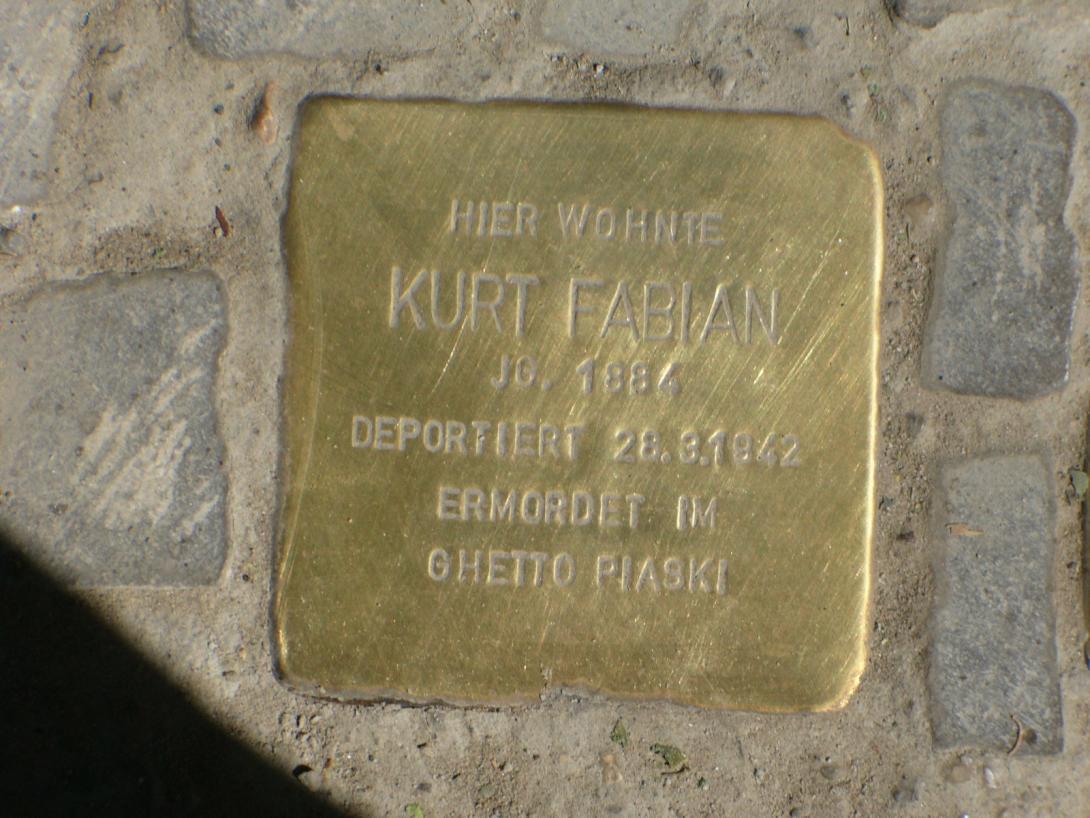 HIER WOHNTE
KURT FABIAN
JG. 1884
DEPORTIERT 28.3.1942
ERMORDET IM
GHETTO PIASKI